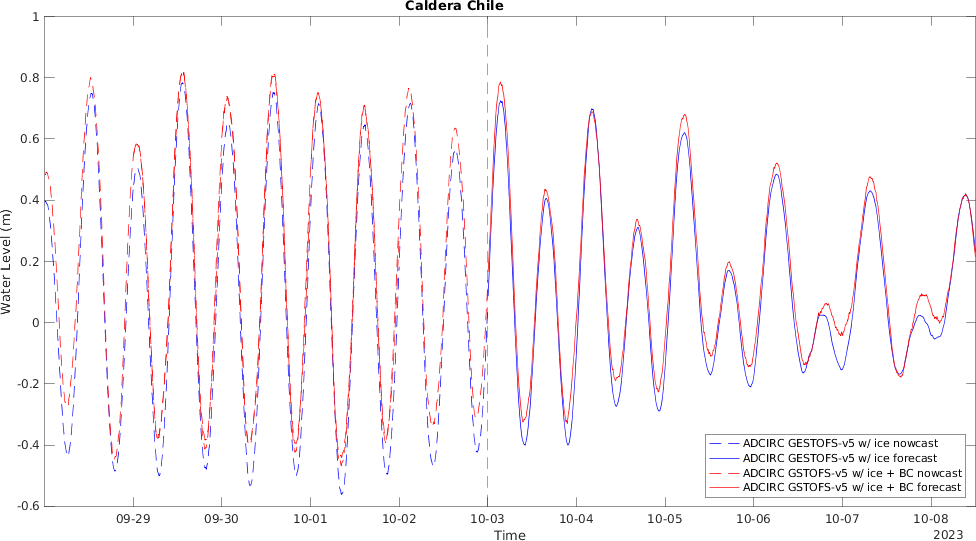 Caldera Chile
1
0.8
0.6
0.4
0.2
0
-0.2
-0.4
-0.6
Water Level (m)
09-29 09-30 10-01 10-02 10-03 10-04 10-05 10-06 10-07 10-08
Time
2023
ADCIRC GESTOFS-v5 w/ ice nowcast
ADCIRC GESTOFS-v5 w/ ice forecast
ADCIRC GSTOFS-v5 w/ ice + BC nowcast
ADCIRC GSTOFS-v5 w/ ice + BC forecast